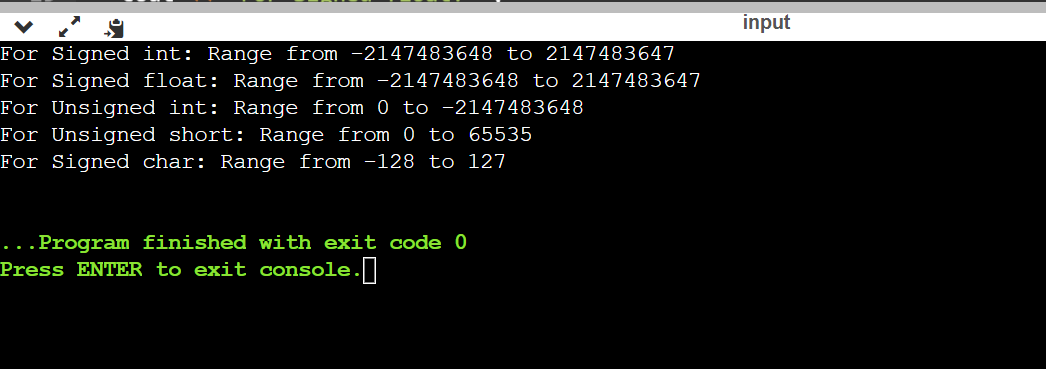 input
For Signed int: Range from -2147483648 to 2147483647
For Signed float: Range from -2147483648 to 2147483647
For Unsigned int: Range from 0 to -2147483648
For Unsigned short: Range from 0 to 65535
For Signed char: Range from -128 to 127
...Program finished with exit code 0
Press ENTER to exit console.